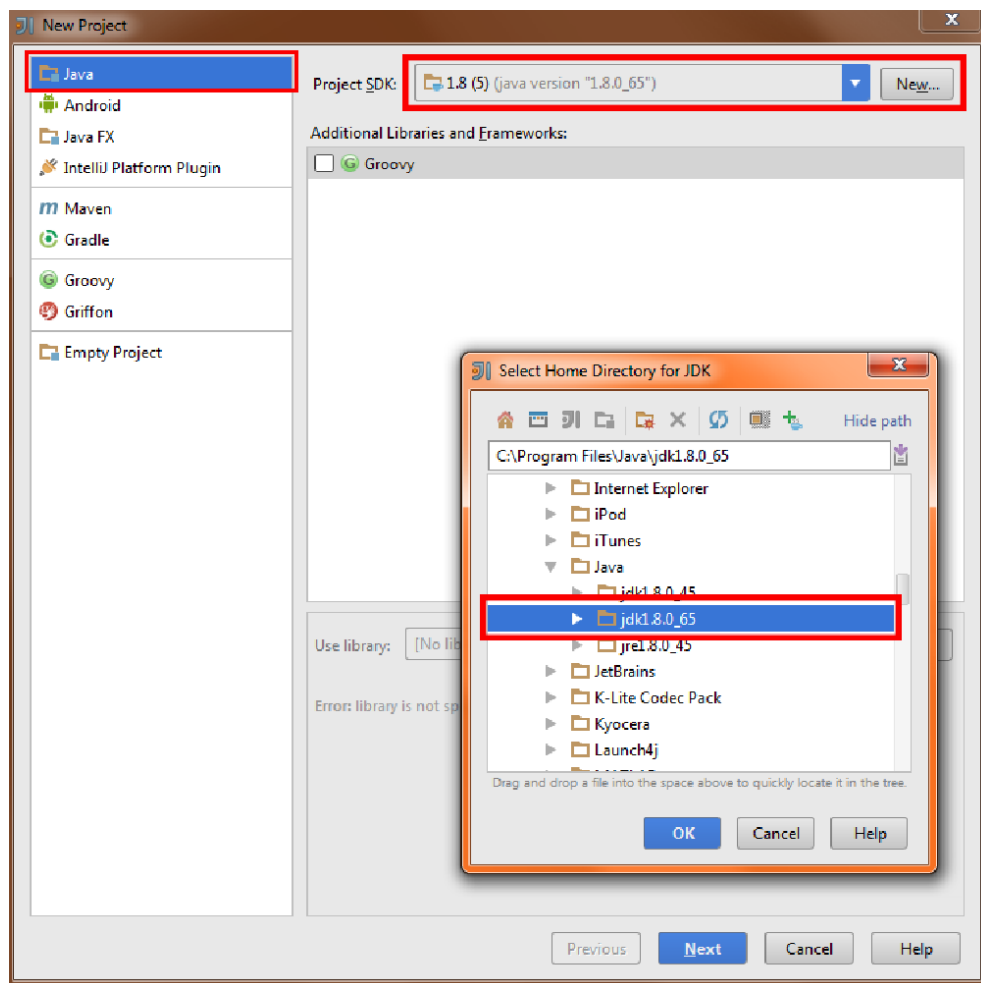 New Project
Java
Android
Java FX
IntelliJ Platform Plugin
Maven
Gradle
Groovy
Griffon
Empty Project
Project SDK: 1.8 (5) (java version "1.8.0_65") New...
Additional Libraries and Frameworks:
Groovy
Select Home Directory for JDK
Hide path
C:\Program Files\Java\jdk1.8.0_65
Internet Explorer
iPod
iTunes
Java
jdk1.8.0_45
jdk1.8.0_65
jre1.8.0_45
JetBrains
K-Lite Codec Pack
Kyocera
Launch4j
Drag and drop a file into the space above to quickly locate it in the tree.
OK Cancel Help
Use library: [No lib
Error: library is not sp
Previous Next Cancel Help